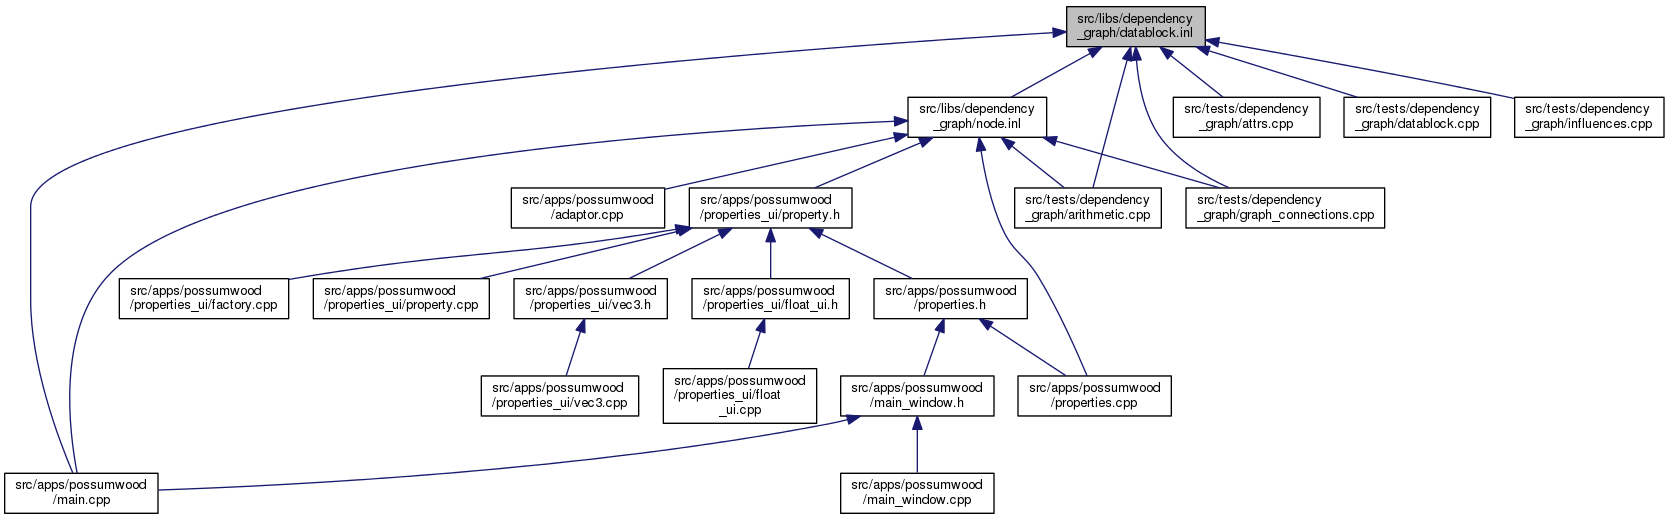 src/libs/dependency
_graph/datablock.inl
src/libs/dependency
_graph/node.inl
src/tests/dependency
_graph/attrs.cpp
src/tests/dependency
_graph/datablock.cpp
src/tests/dependency
_graph/influences.cpp
src/apps/possumwood
/adaptor.cpp
src/apps/possumwood
/properties_ui/property.h
src/tests/dependency
_graph/arithmetic.cpp
src/tests/dependency
_graph/graph_connections.cpp
src/apps/possumwood
/properties_ui/factory.cpp
src/apps/possumwood
/properties_ui/property.cpp
src/apps/possumwood
/properties_ui/vec3.h
src/apps/possumwood
/properties_ui/float_ui.h
src/apps/possumwood
/properties.h
src/apps/possumwood
/properties_ui/vec3.cpp
src/apps/possumwood
/properties_ui/float
_ui.cpp
src/apps/possumwood
/main_window.h
src/apps/possumwood
/properties.cpp
src/apps/possumwood
/main.cpp
src/apps/possumwood
/main_window.cpp